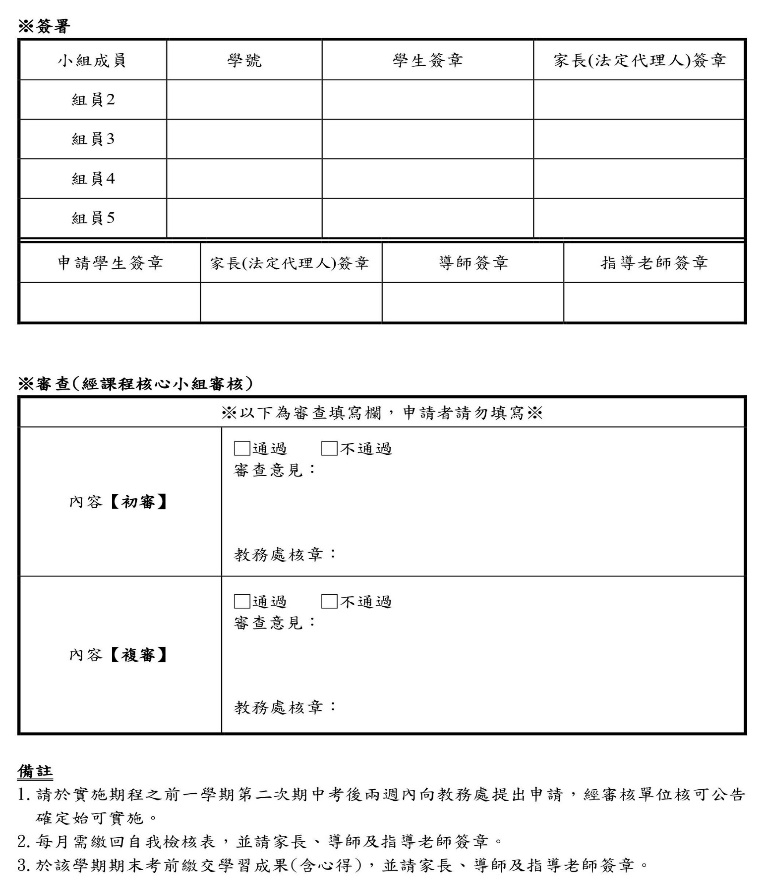 ※簽署
小組成員 學號 學生簽章 家長(法定代理人)簽章
組員2
組員3
組員4
組員5
申請學生簽章 家長(法定代理人)簽章 導師簽章 指導老師簽章
※審查(經課程核心小組審核)
※以下為審查填寫欄，申請者請勿填寫※
內容【初審】
□通過 □不通過
審查意見：
教務處核章：
內容【複審】
□通過 □不通過
審查意見：
教務處核章：
備註
1. 請於實施期程之前一學期第二次期中考後兩週內向教務處提出申請，經審核單位核可公告
確定始可實施。
2. 每月需繳回自我檢核表，並請家長、導師及指導老師簽章。
3. 於該學期期末考前繳交學習成果(含心得)，並請家長、導師及指導老師簽章。